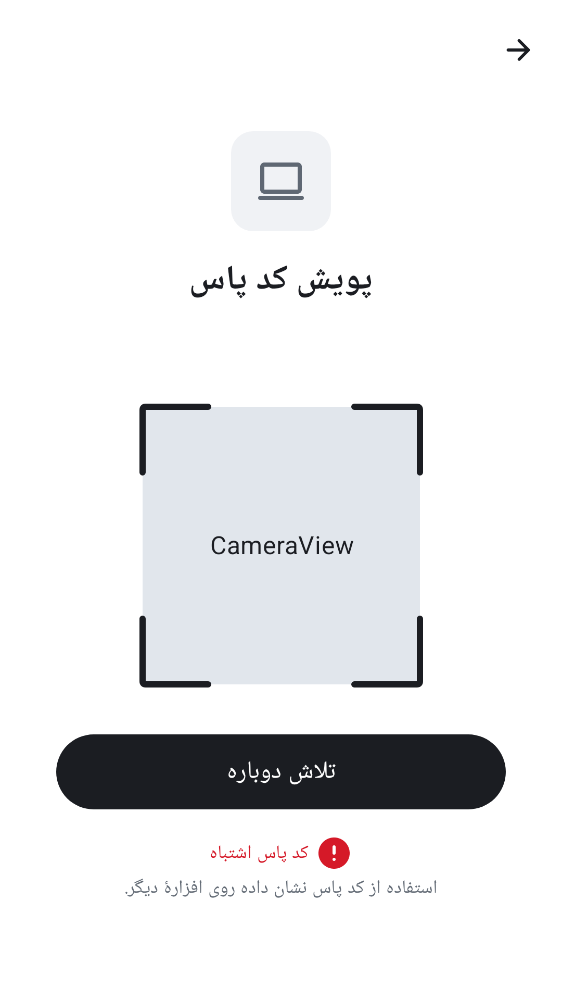 پویش کد پاس
CameraView
تلاش دوباره
کد پاس اشتباه
استفاده از کد پاس نشان داده روی افزارهٔ دیگر.